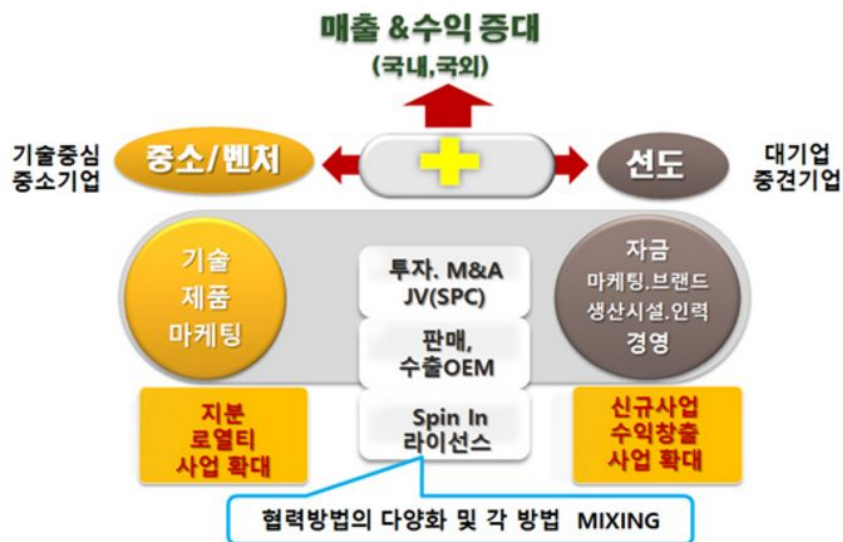 매출 & 수익 증대
(국내,국외)
기술중심
중소기업
중소/벤처
선도
대기업
중견기업
기술
제품
마케팅
투자. M&A
JV(SPC)
판매,
수출OEM
Spin In
라이선스
자금
마케팅.브랜드
생산시설.인력
경영
지분
로열티
사업 확대
신규사업
수익창출
사업 확대
협력방법의 다양화 및 각 방법 MIXING